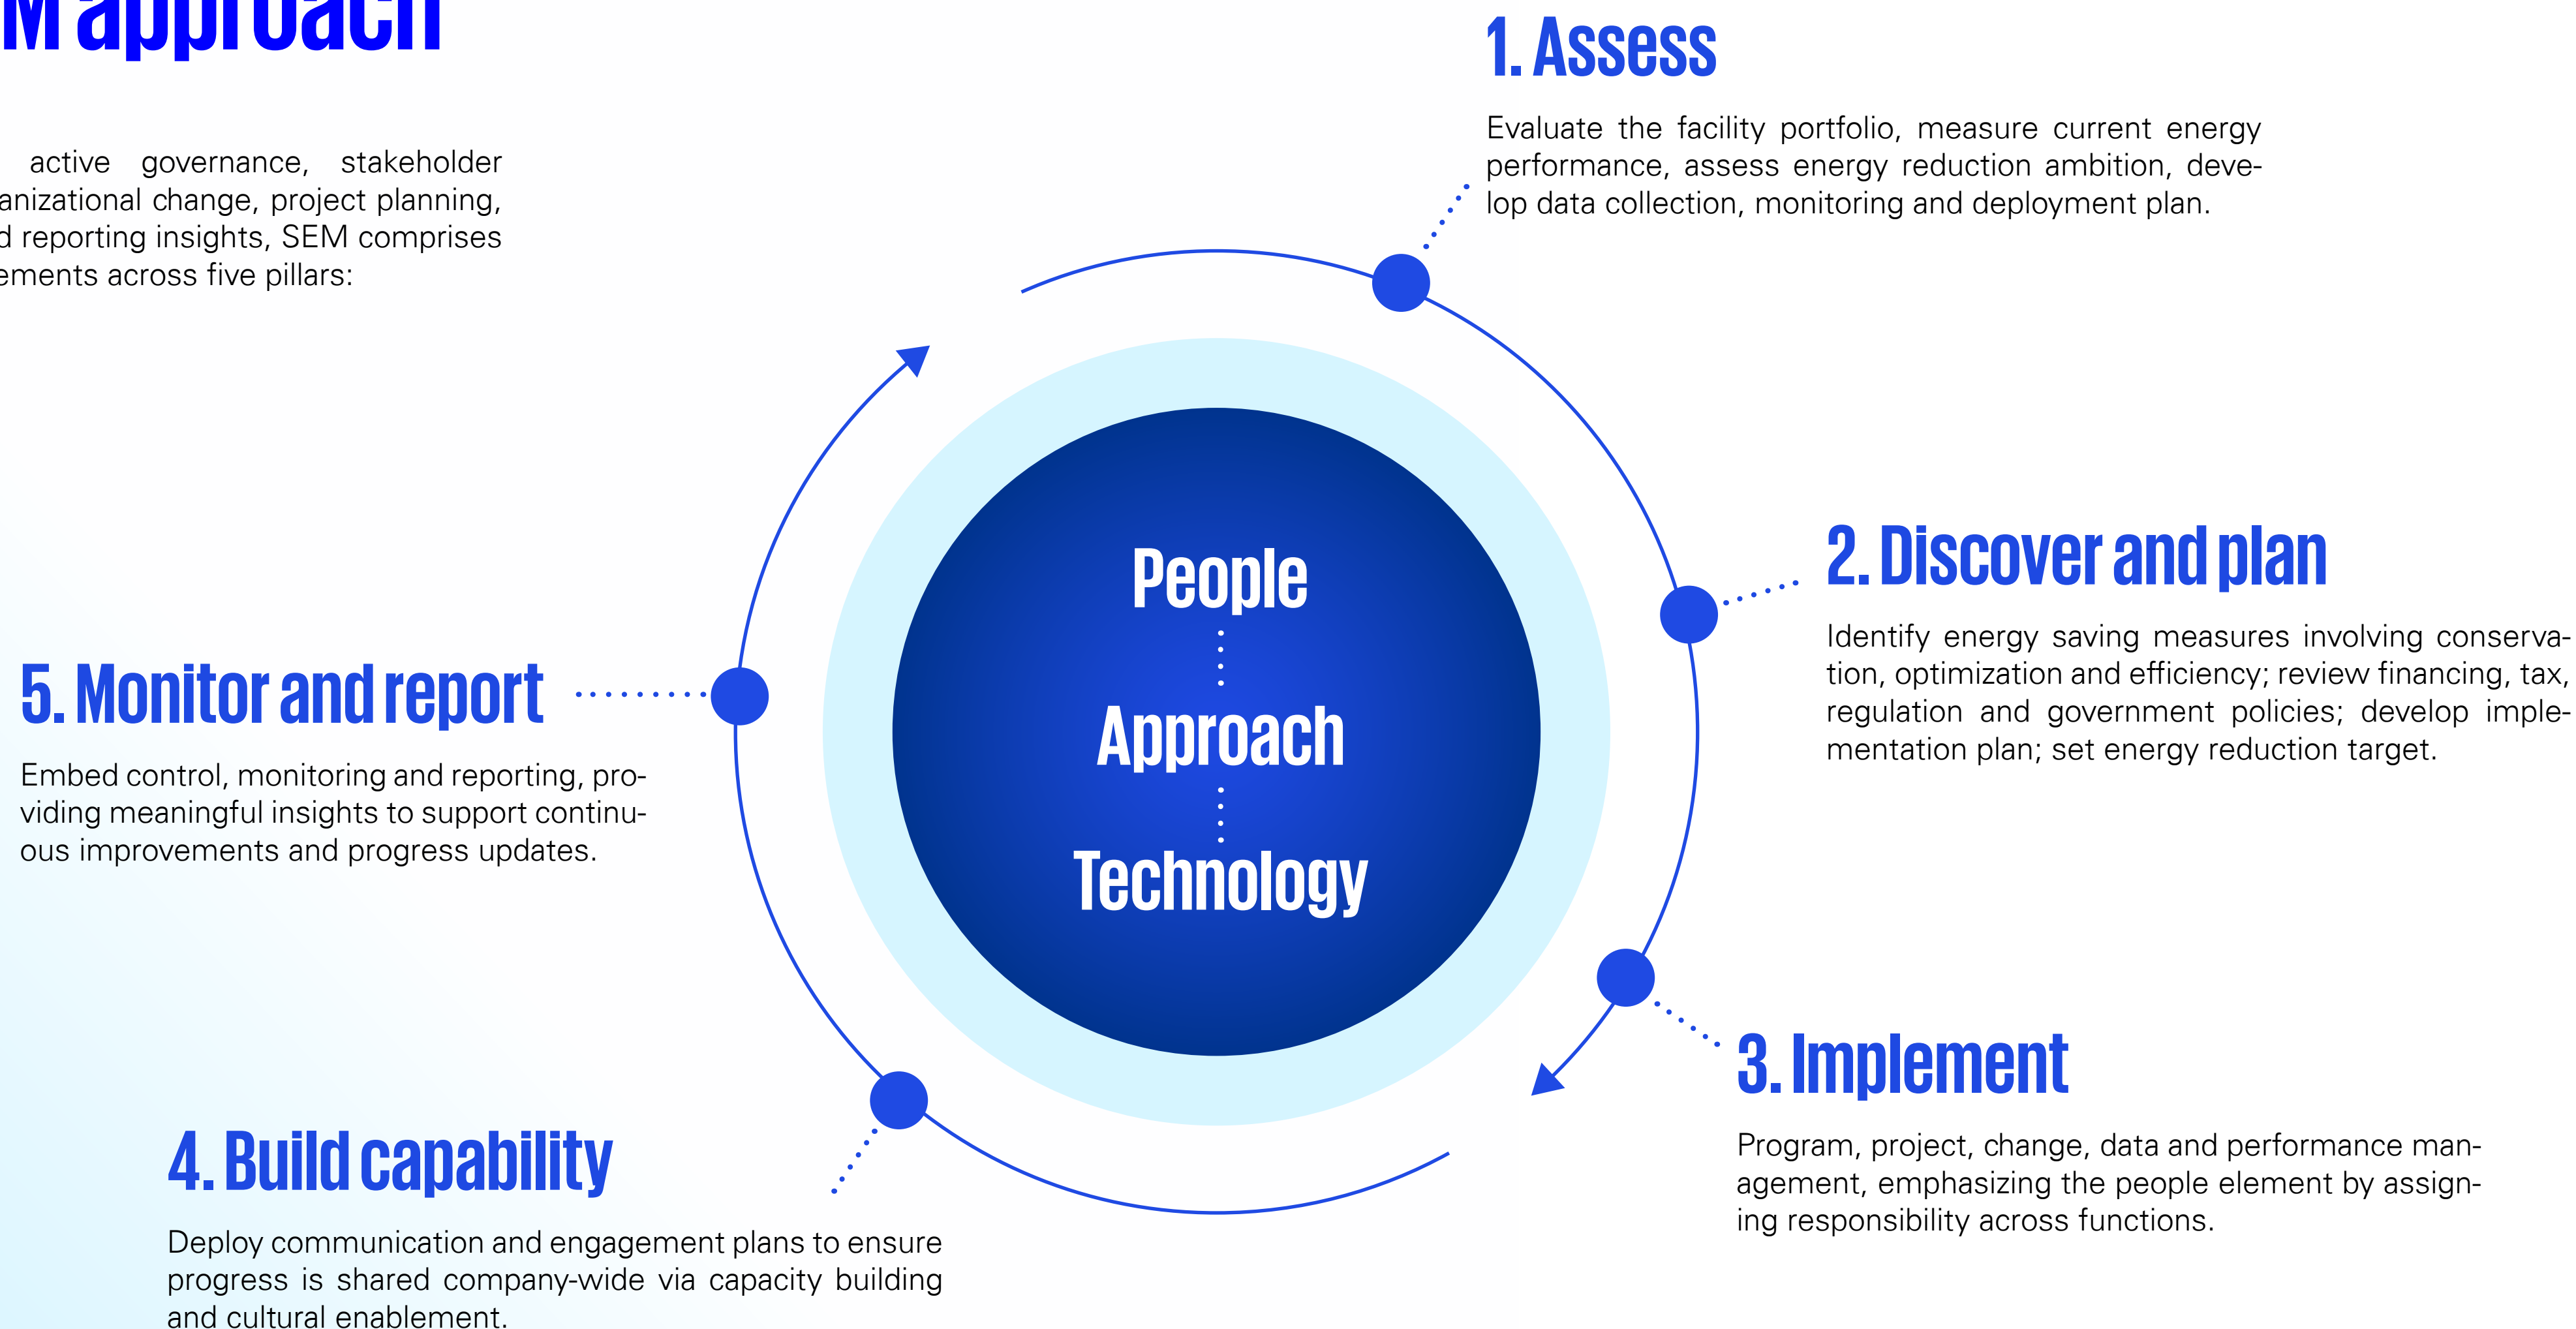 M approach
active governance, stakeholder
anizational change, project planning,
d reporting insights, SEM comprises
ements across five pillars:
1. Assess
Evaluate the facility portfolio, measure current energy
performance, assess energy reduction ambition, deve-
lop data collection, monitoring and deployment plan.
2. Discover and plan
Identify energy saving measures involving conserva-
tion, optimization and efficiency; review financing, tax,
regulation and government policies; develop imple-
mentation plan; set energy reduction target.
3. Implement
Program, project, change, data and performance man-
agement, emphasizing the people element by assign-
ing responsibility across functions.
4. Build capability
Deploy communication and engagement plans to ensure
progress is shared company-wide via capacity building
and cultural enablement.
5. Monitor and report
Embed control, monitoring and reporting, pro-
viding meaningful insights to support continu-
ous improvements and progress updates.
People
Approach
Technology